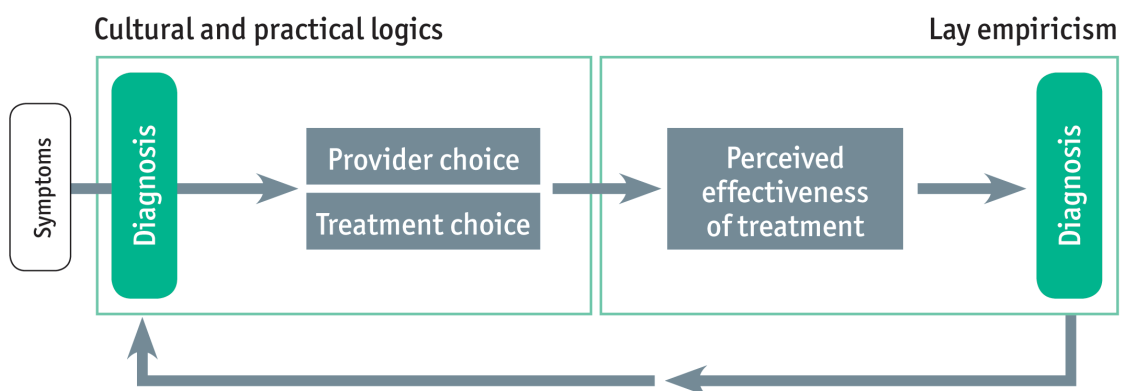 Cultural and practical logics
Lay empiricism
Symptoms
Diagnosis
Provider choice
Treatment choice
Perceived
effectiveness
of treatment
Diagnosis